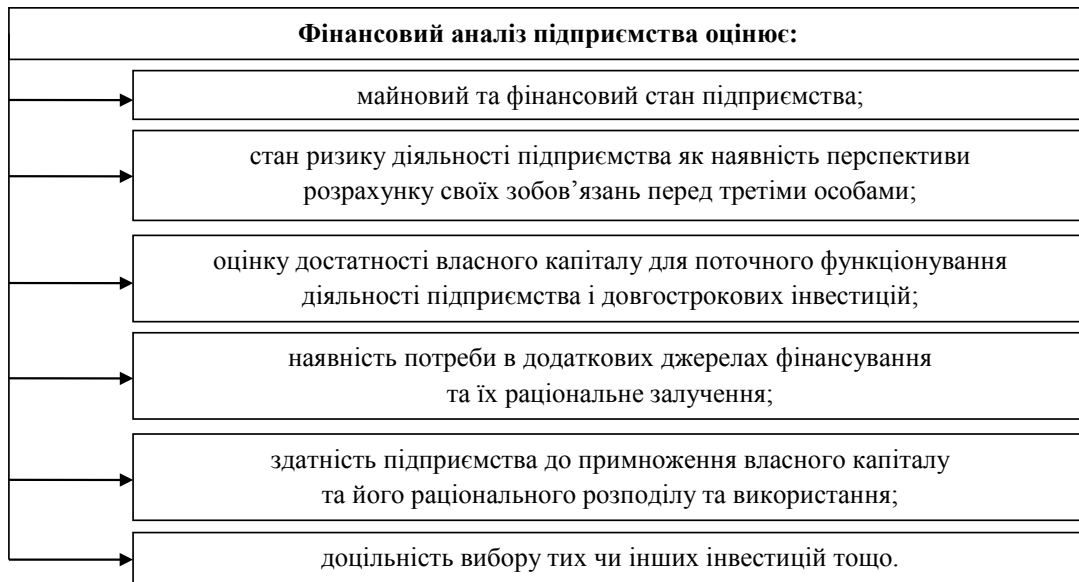 Фінансовий аналіз підприємства оцінює:
майновий та фінансовий стан підприємства;
стан ризику діяльності підприємства як наявність перспективи
розрахунку своїх зобов’язань перед третіми особами;
оцінку достатності власного капіталу для поточного функціонування
діяльності підприємства і довгострокових інвестицій;
наявність потреби в додаткових джерелах фінансування
та їх раціональне залучення;
здатність підприємства до примноження власного капіталу
та його раціонального розподілу та використання;
доцільність вибору тих чи інших інвестицій тощо.